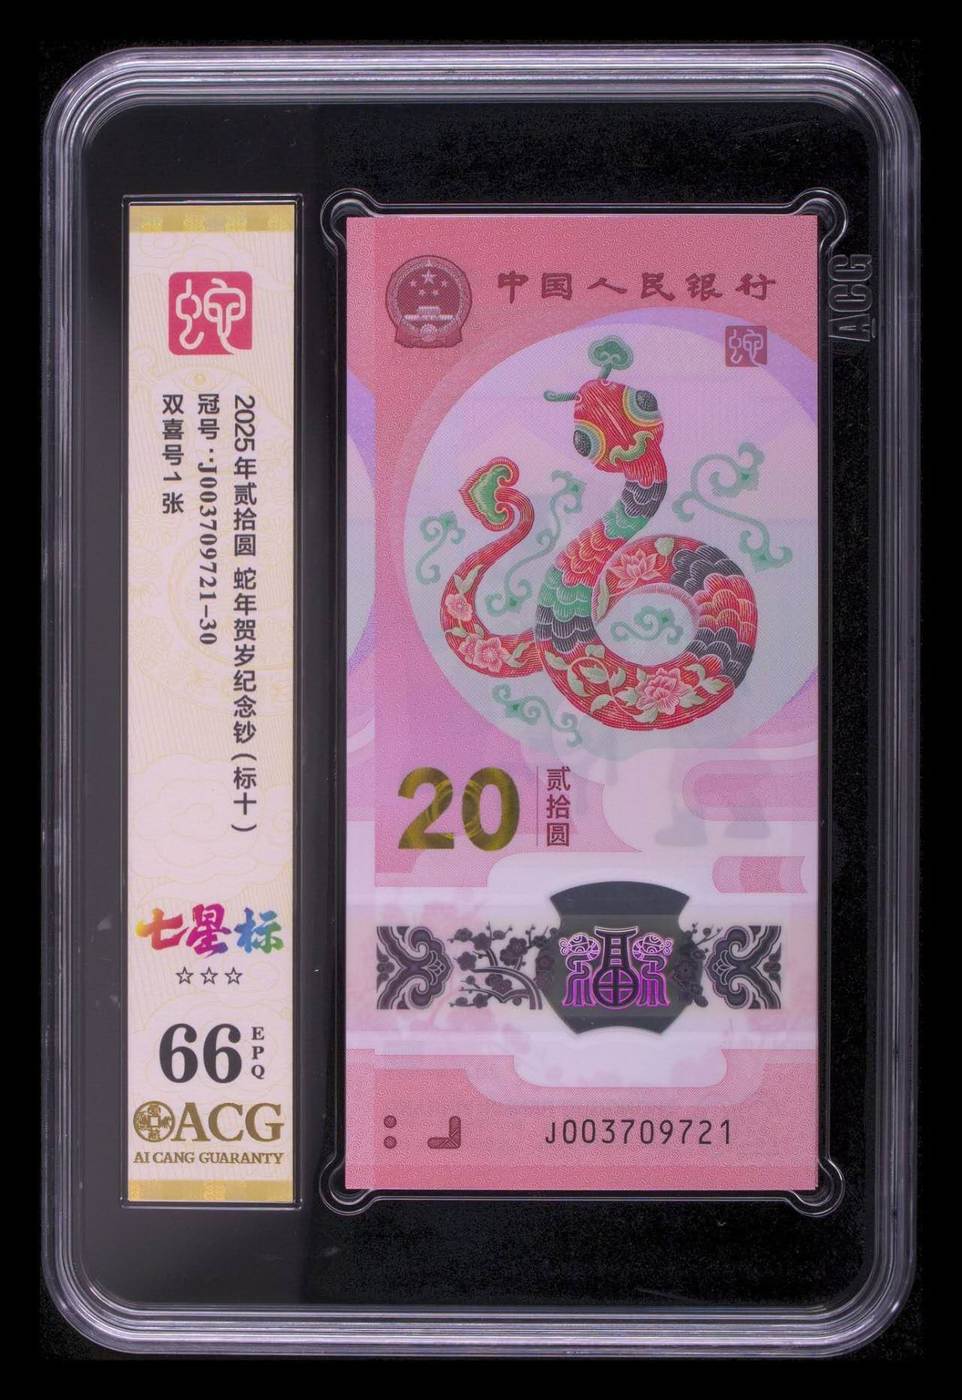 蛇
2025年贰拾圆 蛇年贺岁纪念钞（标十）
冠号：J003709721-30
双喜号1张
七星标
☆☆☆
66 EPQ
ACG
AI CANG GUARANTY
中国人民银行
蛇
20 贰拾圆
福
J003709721
ACG